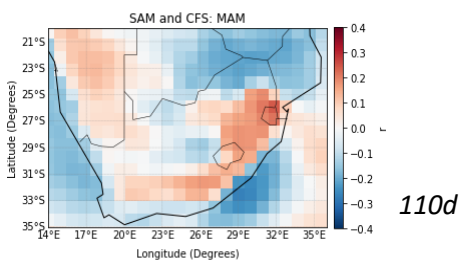 SAM and CFS: MAM
21°S
23°S
25°S
27°S
29°S
31°S
33°S
35°S
14°E 17°E 20°E 23°E 26°E 29°E 32°E 35°E
Latitude (Degrees)
Longitude (Degrees)
0.4
0.3
0.2
0.1
0.0
−0.1
−0.2
−0.3
−0.4
r
110d